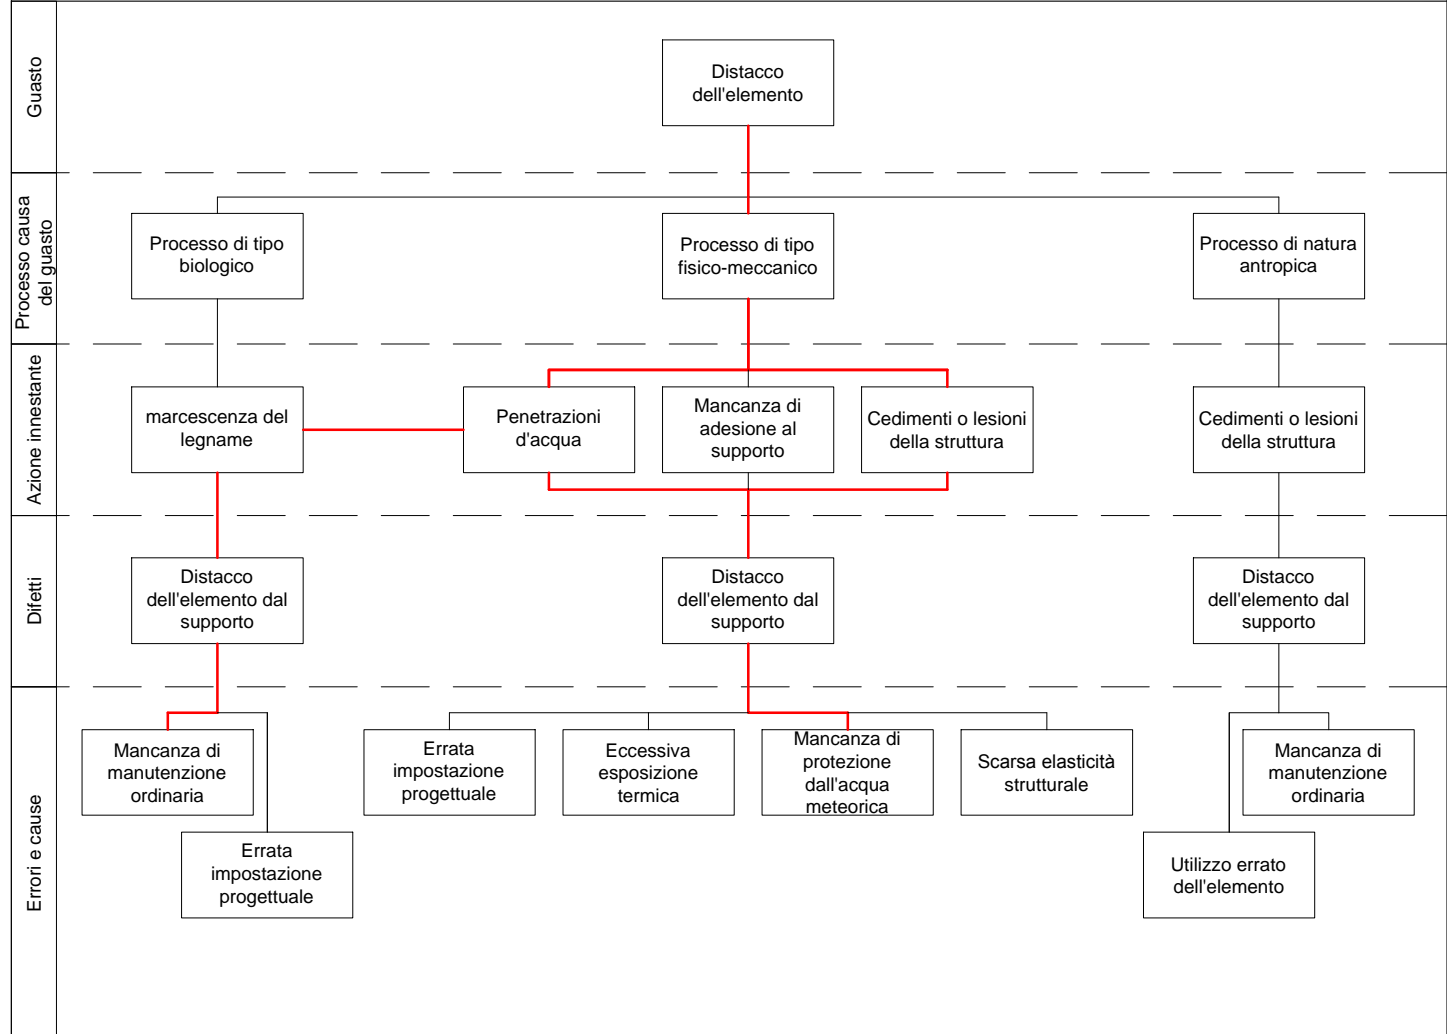 Guasto
Distacco
dell'elemento
Processo causa
del guasto
Processo di tipo
biologico
Processo di tipo
fisico-meccanico
Processo di natura
antropica
Azione innestante
marcescenza del
legname
Penetrazioni
d'acqua
Mancanza di
adesione al
supporto
Cedimenti o lesioni
della struttura
Cedimenti o lesioni
della struttura
Difetti
Distacco
dell'elemento dal
supporto
Distacco
dell'elemento dal
supporto
Distacco
dell'elemento dal
supporto
Errori e cause
Mancanza di
manutenzione
ordinaria
Errata
impostazione
progettuale
Eccessiva
esposizione
termica
Mancanza di
protezione
dall'acqua
meteorica
Scarsa elasticità
strutturale
Mancanza di
manutenzione
ordinaria
Errata
impostazione
progettuale
Utilizzo errato
dell'elemento